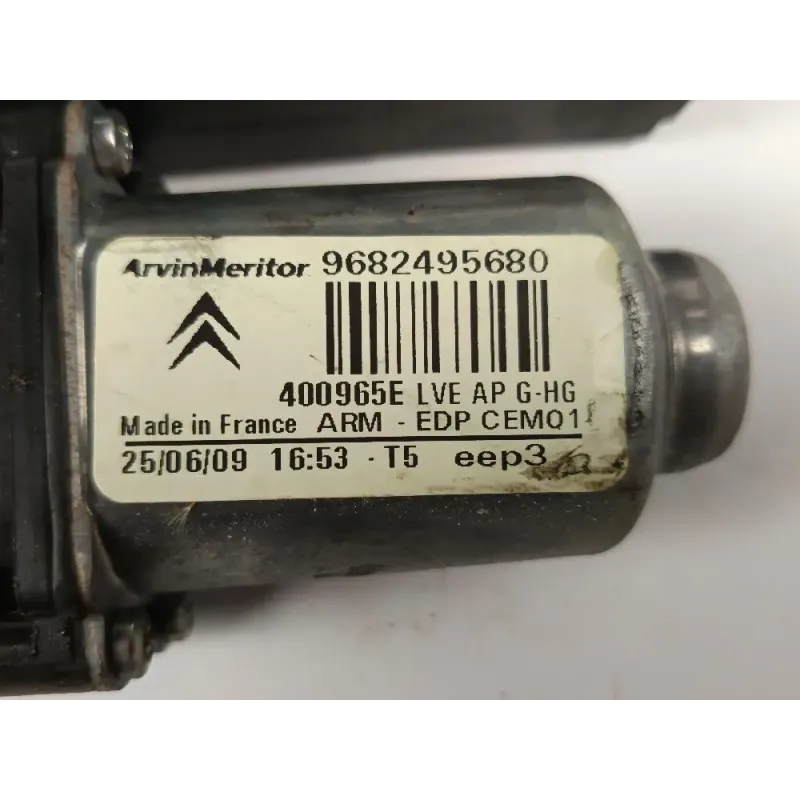 ArvinMeritor 9682495680
400965E LVE AP G-HG
Made in France ARM - EDP CEMQ1
25/06/09 16:53 - T5 eep3